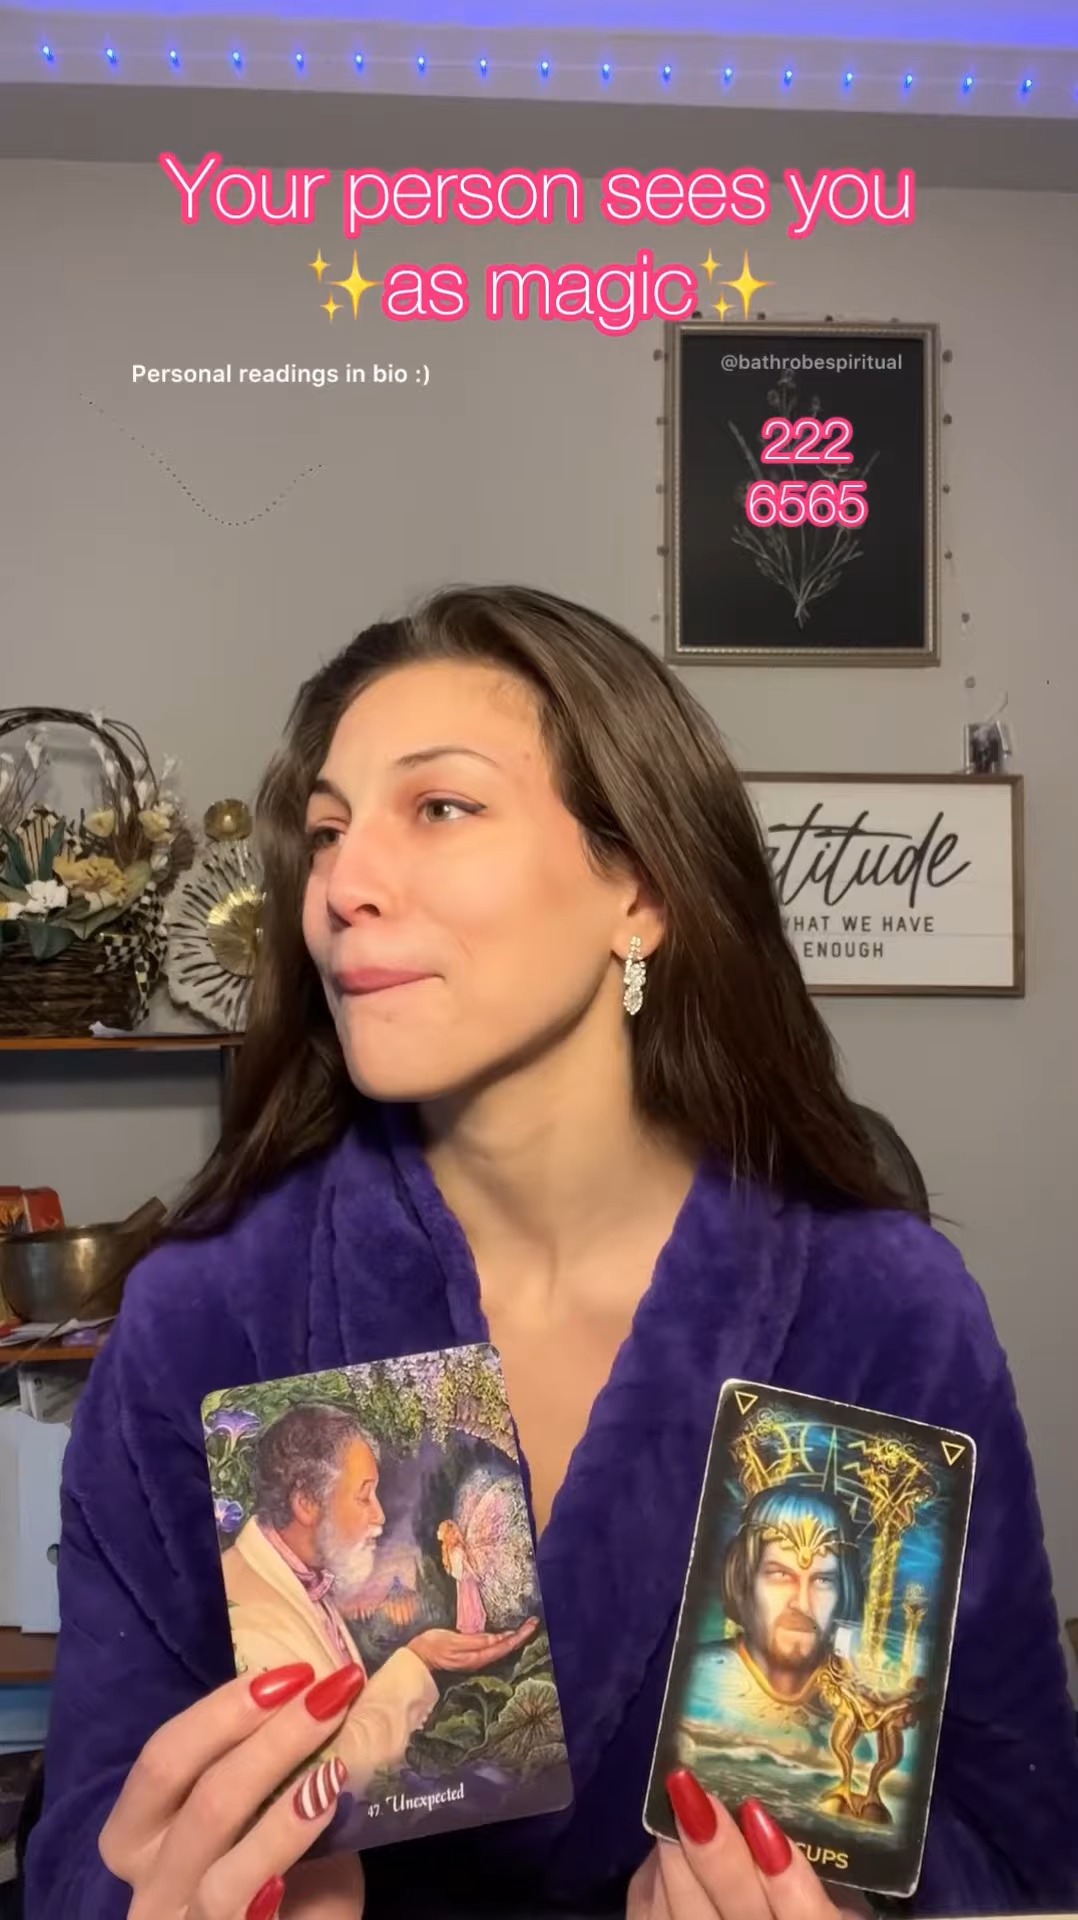 Your person sees you
✨as magic✨
Personal readings in bio :)
@bathrobespiritual
222
6565
WHAT WE HAVE
ENOUGH
47. Unexpected
CUPS